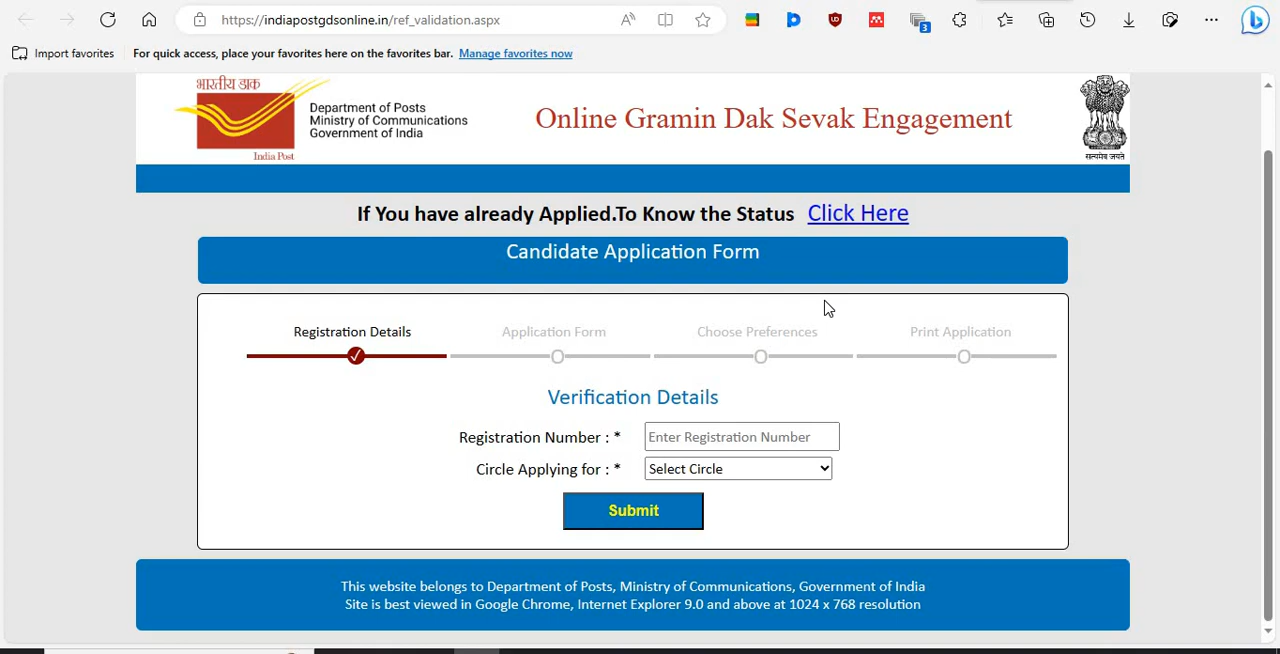 https://indiapostgdsonline.in/ref_validation.aspx
3
Import favorites
For quick access, place your favorites here on the favorites bar. Manage favorites now
भारतीय डाक
India Post
Department of Posts
Ministry of Communications
Government of India
Online Gramin Dak Sevak Engagement
सत्यमेव जयते
If You have already Applied.To Know the Status Click Here
Candidate Application Form
Registration Details Application Form Choose Preferences Print Application
Verification Details
Registration Number : * Enter Registration Number
Circle Applying for : * Select Circle
Submit
This website belongs to Department of Posts, Ministry of Communications, Government of India
Site is best viewed in Google Chrome, Internet Explorer 9.0 and above at 1024 x 768 resolution